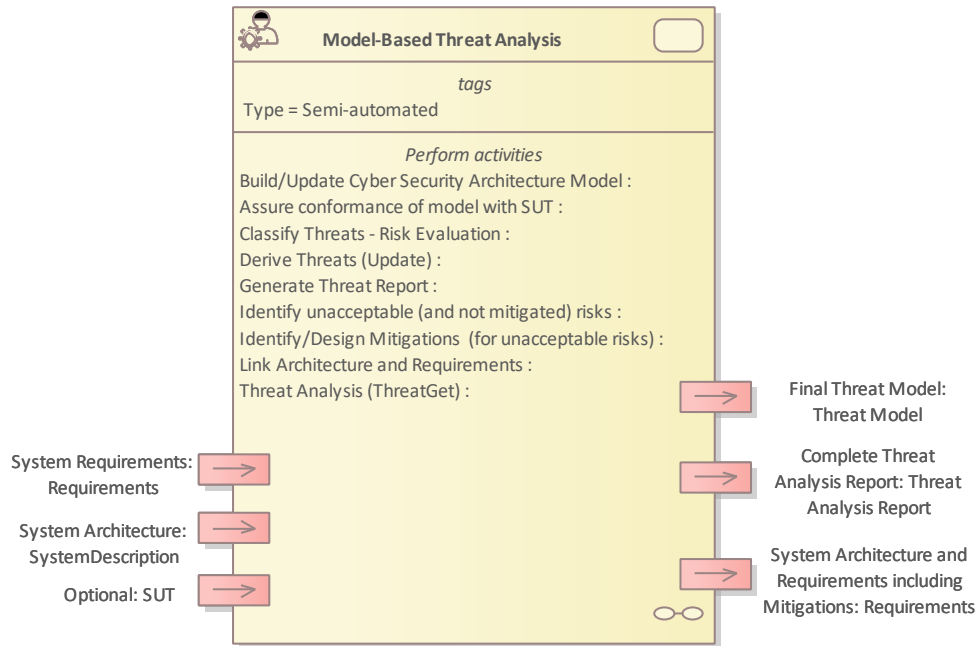 Model-Based Threat Analysis
tags
Type = Semi-automated
Perform activities
Build/Update Cyber Security Architecture Model :
Assure conformance of model with SUT :
Classify Threats - Risk Evaluation :
Derive Threats (Update) :
Generate Threat Report :
Identify unacceptable (and not mitigated) risks :
Identify/Design Mitigations (for unacceptable risks) :
Link Architecture and Requirements :
Threat Analysis (ThreatGet) :
System Requirements:
Requirements
System Architecture:
SystemDescription
Optional: SUT
Final Threat Model:
Threat Model
Complete Threat
Analysis Report: Threat
Analysis Report
System Architecture and
Requirements including
Mitigations: Requirements